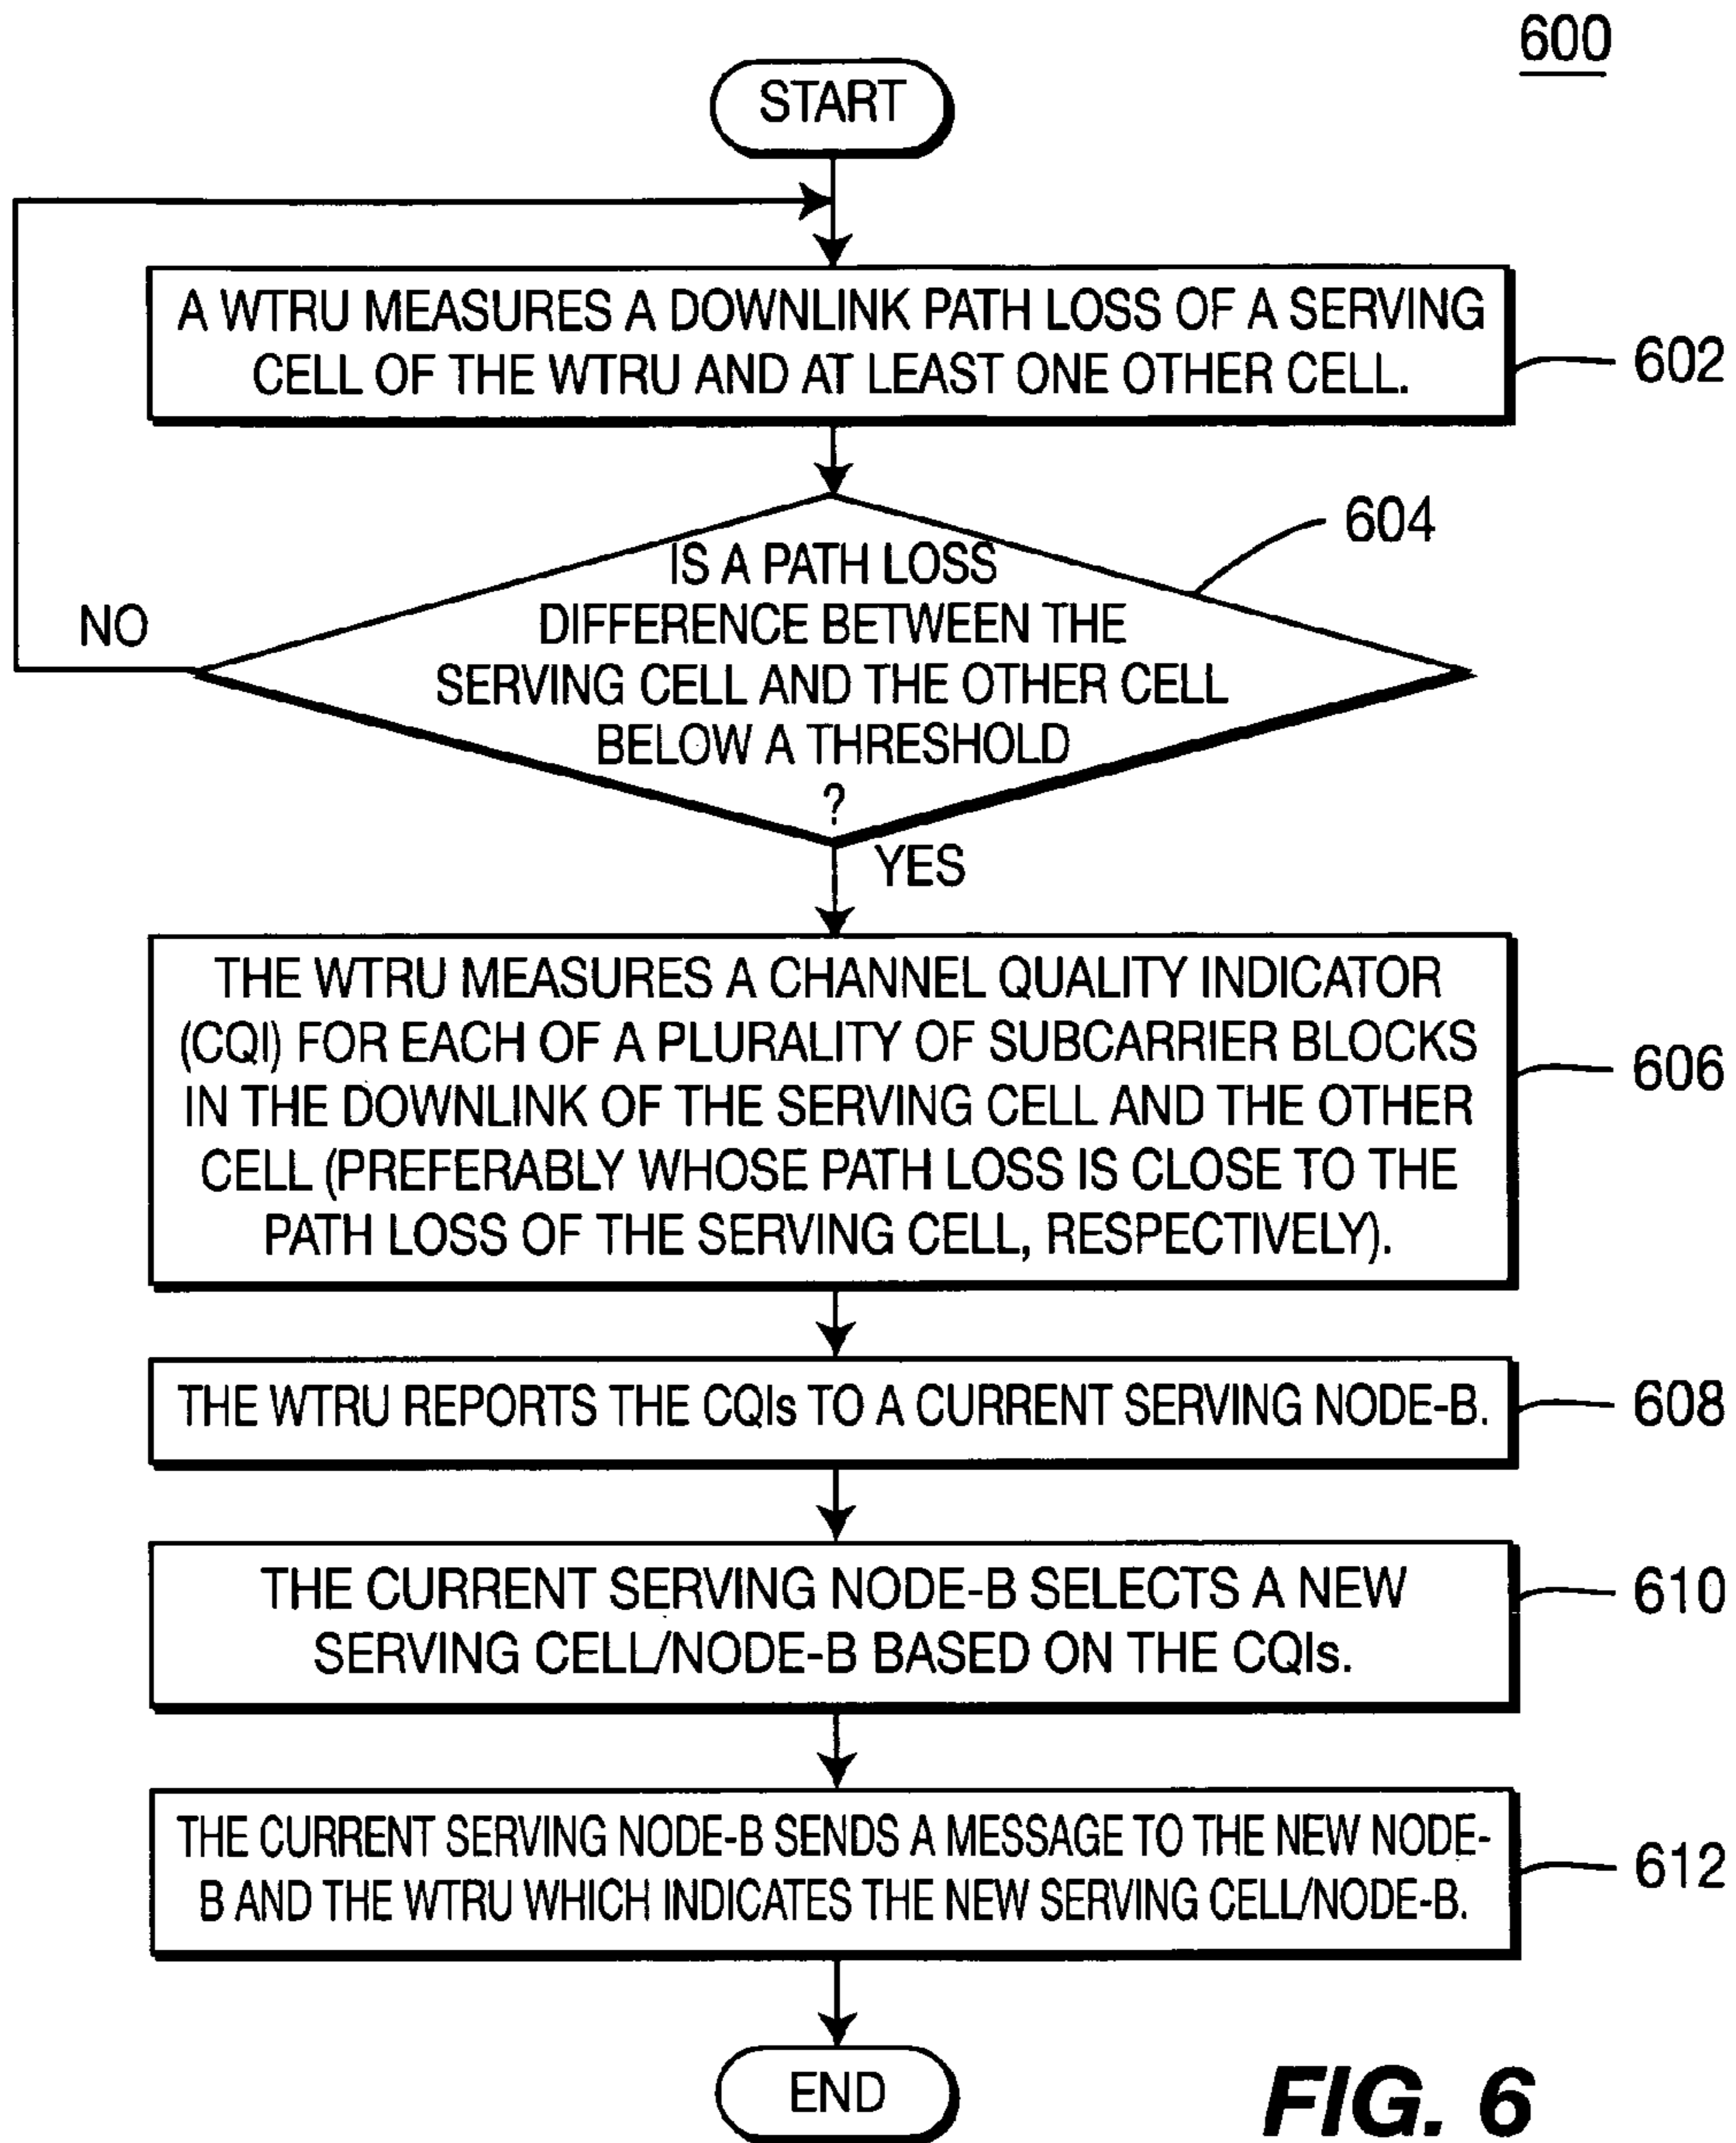 600
START
A WTRU MEASURES A DOWNLINK PATH LOSS OF A SERVING
CELL OF THE WTRU AND AT LEAST ONE OTHER CELL.
602
604
IS A PATH LOSS
DIFFERENCE BETWEEN THE
SERVING CELL AND THE OTHER CELL
BELOW A THRESHOLD
?
NO
YES
THE WTRU MEASURES A CHANNEL QUALITY INDICATOR
(CQI) FOR EACH OF A PLURALITY OF SUBCARRIER BLOCKS
IN THE DOWNLINK OF THE SERVING CELL AND THE OTHER
CELL (PREFERABLY WHOSE PATH LOSS IS CLOSE TO THE
PATH LOSS OF THE SERVING CELL, RESPECTIVELY).
606
THE WTRU REPORTS THE CQIs TO A CURRENT SERVING NODE-B.
608
THE CURRENT SERVING NODE-B SELECTS A NEW
SERVING CELL/NODE-B BASED ON THE CQIs.
610
THE CURRENT SERVING NODE-B SENDS A MESSAGE TO THE NEW NODE-
B AND THE WTRU WHICH INDICATES THE NEW SERVING CELL/NODE-B.
612
END
FIG. 6